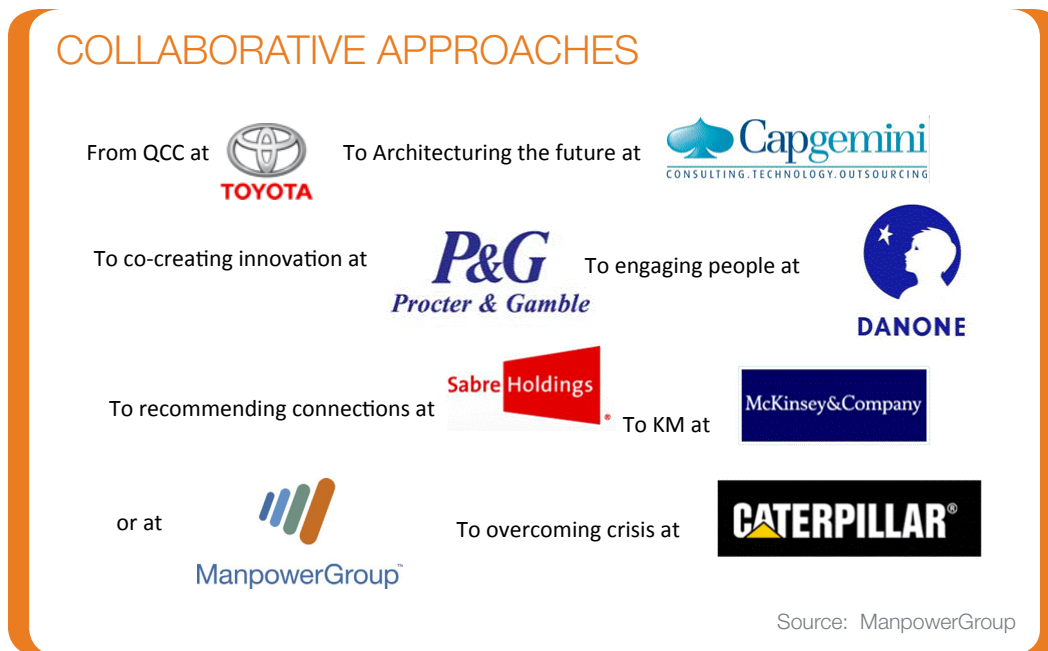 COLLABORATIVE APPROACHES
From QCC at
TOYOTA
To Architecturing the future at
Capgemini
CONSULTING.TECHNOLOGY.OUTSOURCING
To co-creating innovation at
P&G
Procter & Gamble
To engaging people at
DANONE
To recommending connections at
Sabre Holdings®
To KM at
McKinsey&Company
or at
ManpowerGroup™
To overcoming crisis at
CATERPILLAR®
Source: ManpowerGroup